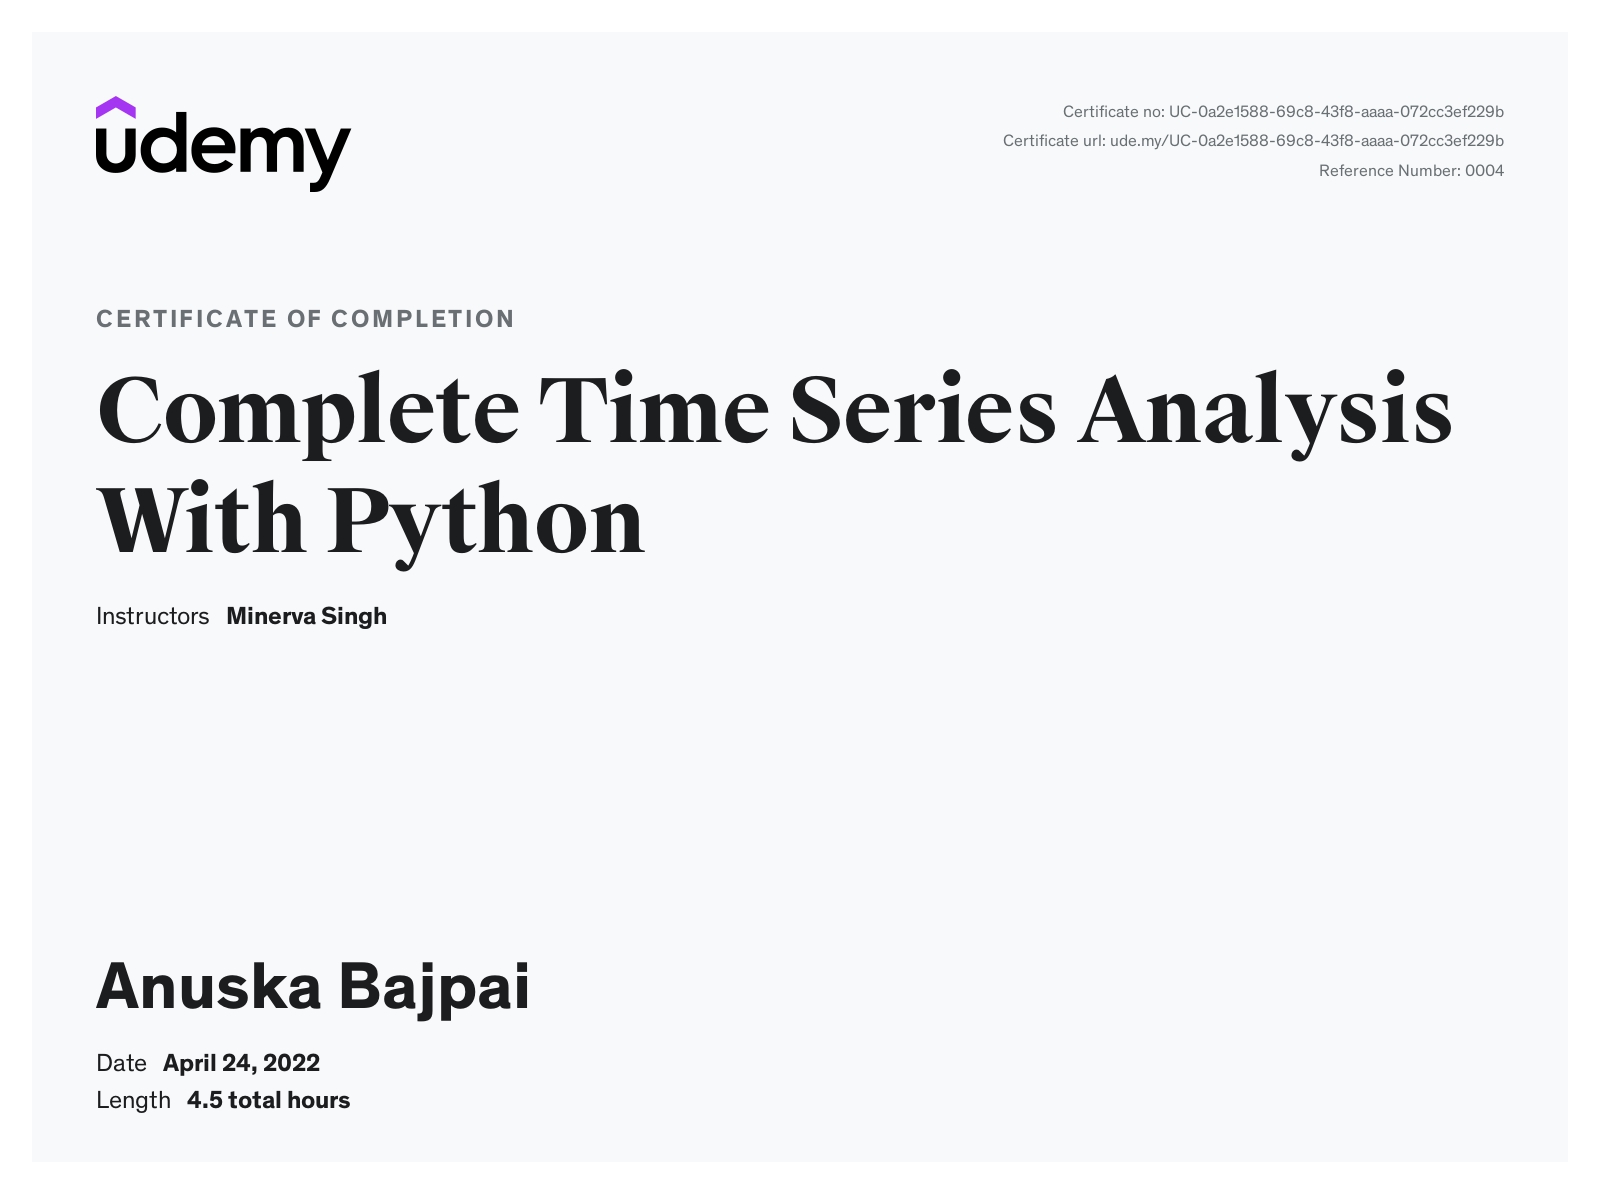 udemy
Certificate no: UC-0a2e1588-69c8-43f8-aaaa-072cc3ef229b
Certificate url: ude.my/UC-0a2e1588-69c8-43f8-aaaa-072cc3ef229b
Reference Number: 0004
CERTIFICATE OF COMPLETION
Complete Time Series Analysis
With Python
Instructors Minerva Singh
Anuska Bajpai
Date April 24, 2022
Length 4.5 total hours